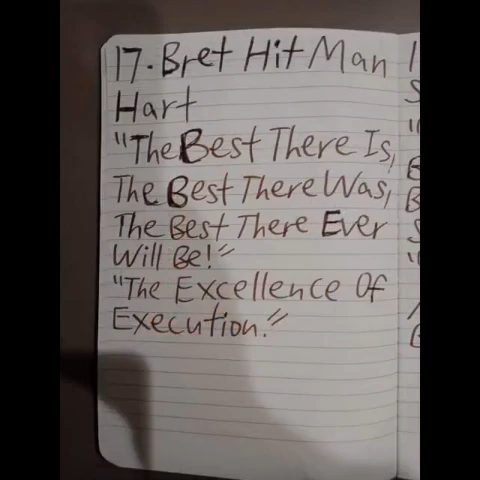 17. Bret Hit Man
Hart
"The Best There Is,
The Best There Was,
The Best There Ever
Will Be!"
"The Excellence Of
Execution."